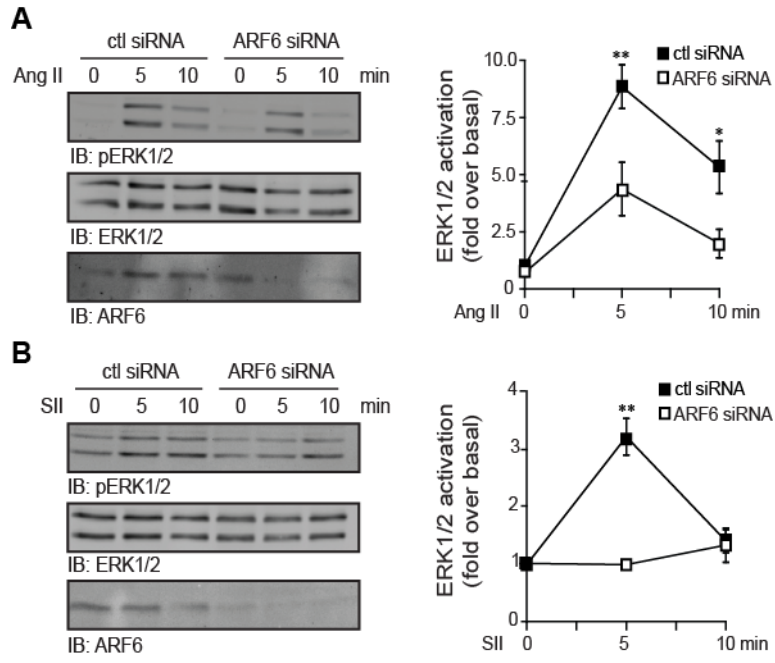 A
ctl siRNA ARF6 siRNA
Ang II 0 5 10 0 5 10 min
IB: pERK1/2
IB: ERK1/2
IB: ARF6
ERK1/2 activation
(fold over basal)
10.0
7.5
5.0
2.5
0
** *
ctl siRNA
ARF6 siRNA
Ang II 0 5 10 min
B
ctl siRNA ARF6 siRNA
SII 0 5 10 0 5 10 min
IB: pERK1/2
IB: ERK1/2
IB: ARF6
ERK1/2 activation
(fold over basal)
4
3
2
1
0
**
ctl siRNA
ARF6 siRNA
SII 0 5 10 min